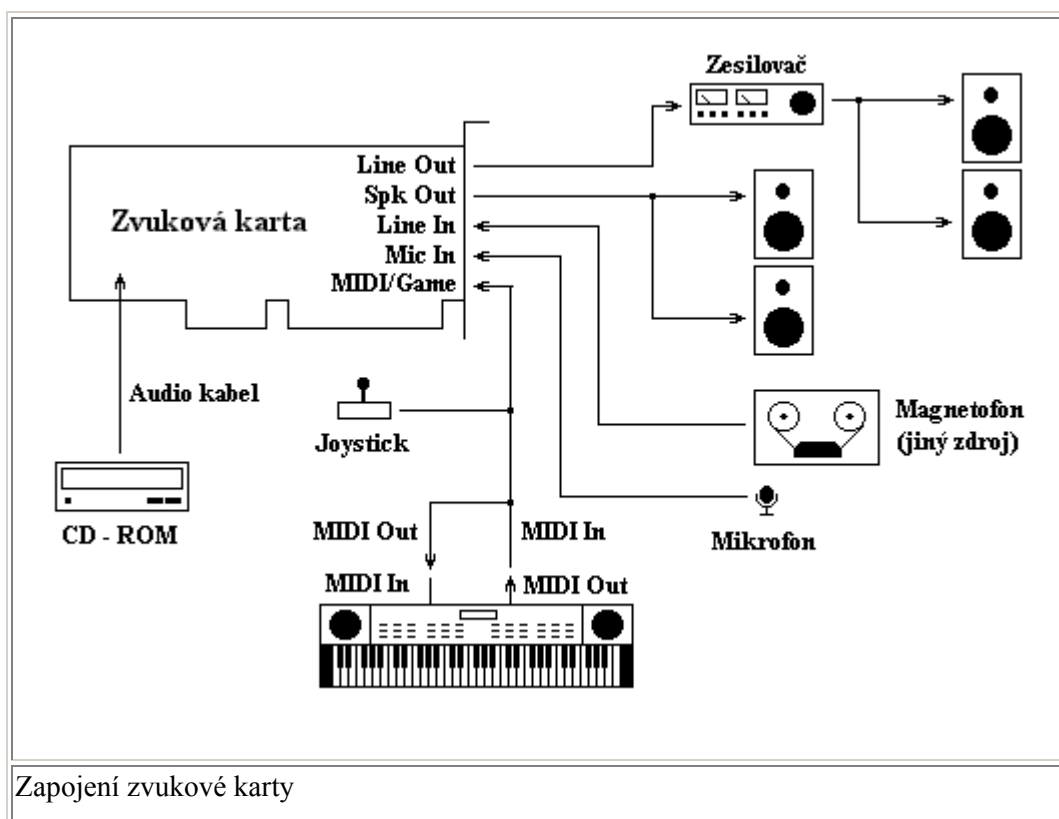 Zesilovač
Line Out
Spk Out
Zvuková karta
Line In
Mic In
MIDI/Game
Audio kabel
Joystick
Magnetofon
(jiný zdroj)
CD - ROM
MIDI Out
MIDI In
Mikrofon
MIDI In
MIDI Out
Zapojení zvukové karty